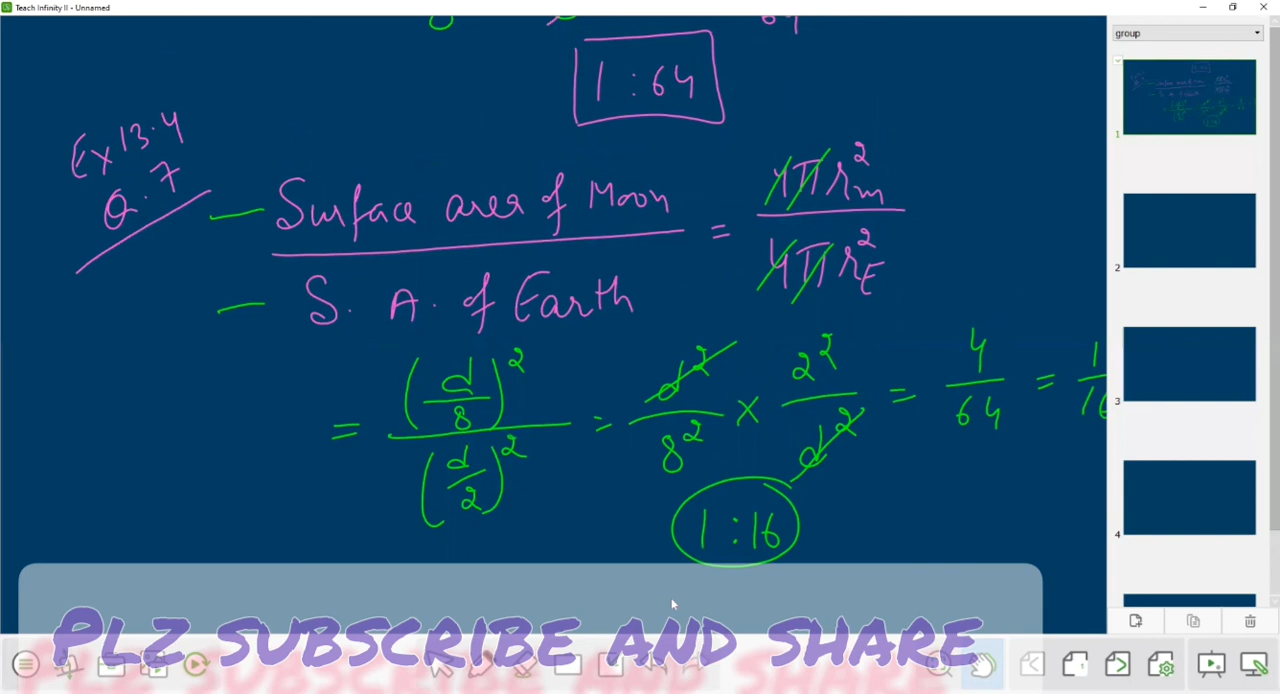 Teach Infinity II - Unnamed
group
1 : 64
Ex 13.4
Q. 7
Surface area of Moon / S. A. of Earth = 4πr²m / 4πr²E
= (d/8)² / (d/2)² = d²/8² × 2²/d² = 4/64 = 1/16
1 : 16
Plz subscribe and share
1
2
3
4